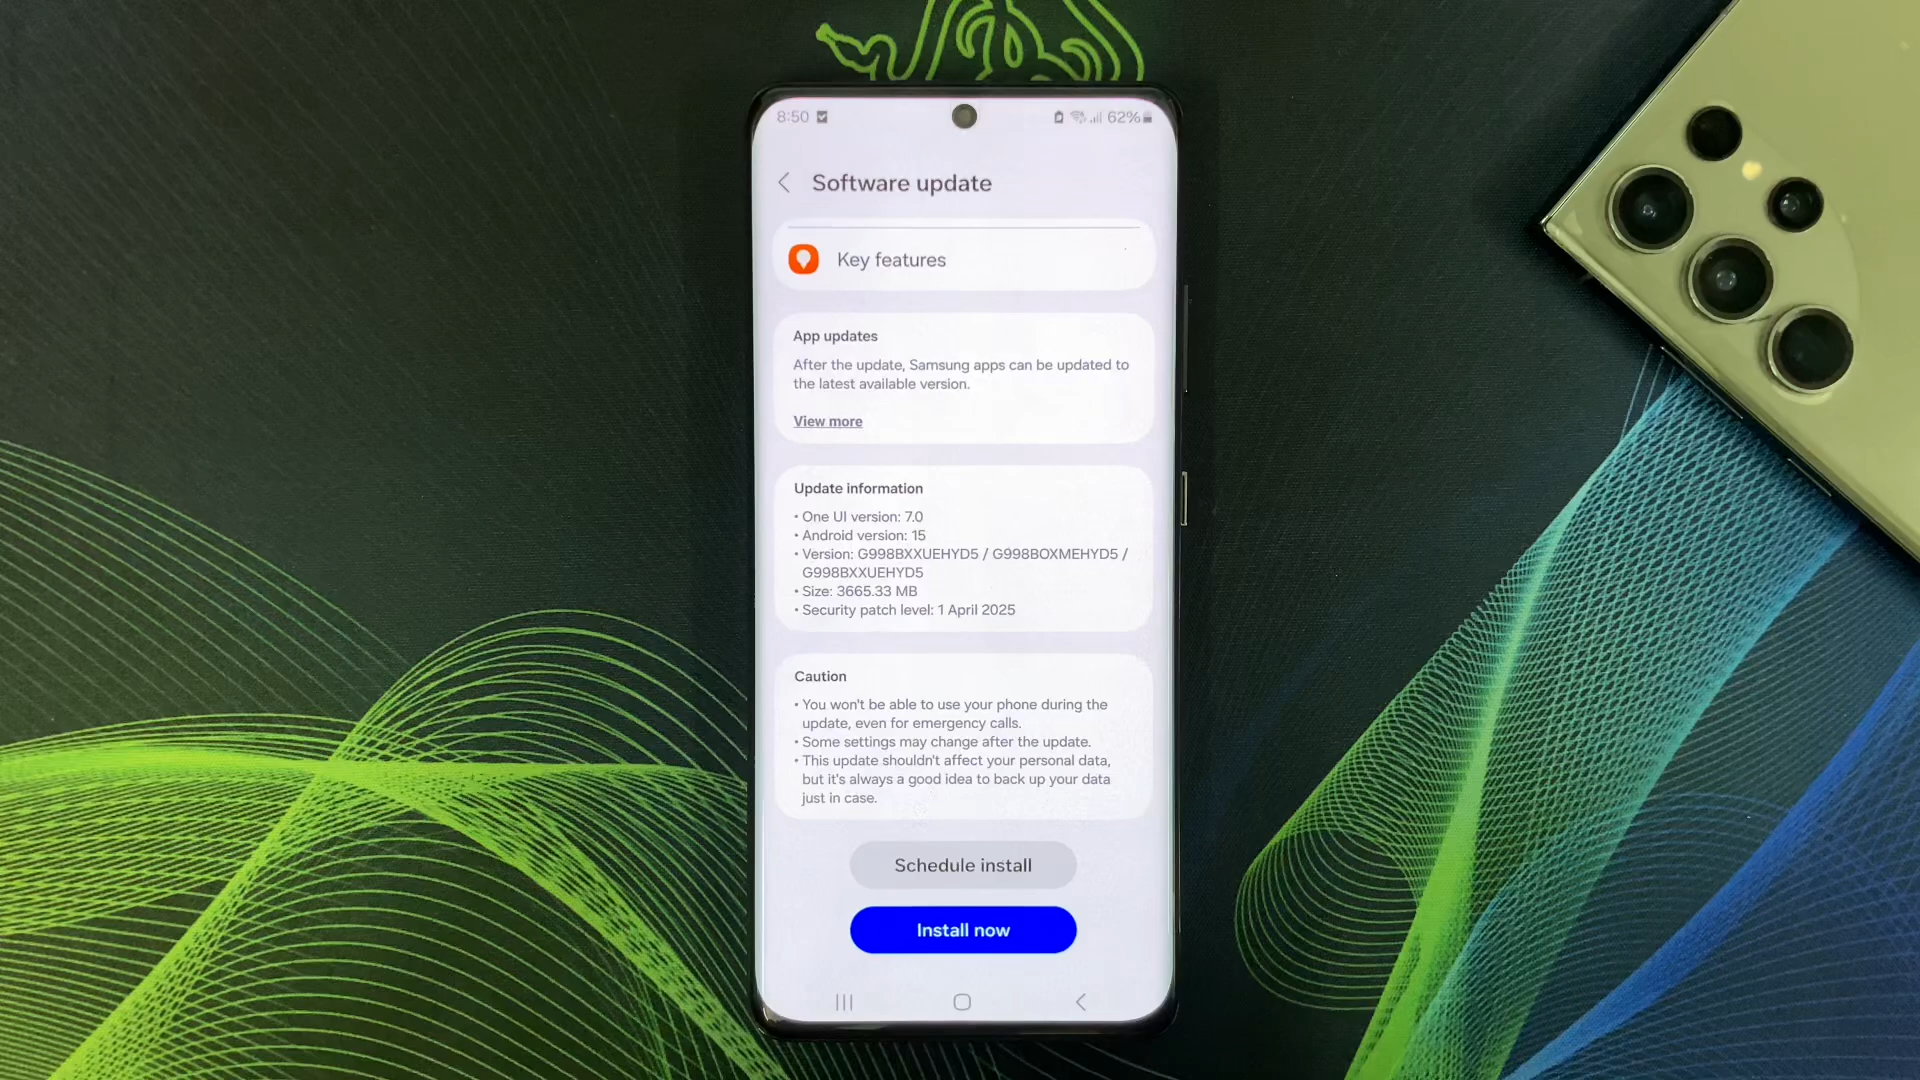 8:50 62%
Software update
Key features
App updates
After the update, Samsung apps can be updated to
the latest available version.
View more
Update information
• One UI version: 7.0
• Android version: 15
• Version: G998BXXUEHYD5 / G998BOXMEHYD5 /
G998BXXUEHYD5
• Size: 3665.33 MB
• Security patch level: 1 April 2025
Caution
• You won't be able to use your phone during the
update, even for emergency calls.
• Some settings may change after the update.
• This update shouldn't affect your personal data,
but it's always a good idea to back up your data
just in case.
Schedule install
Install now